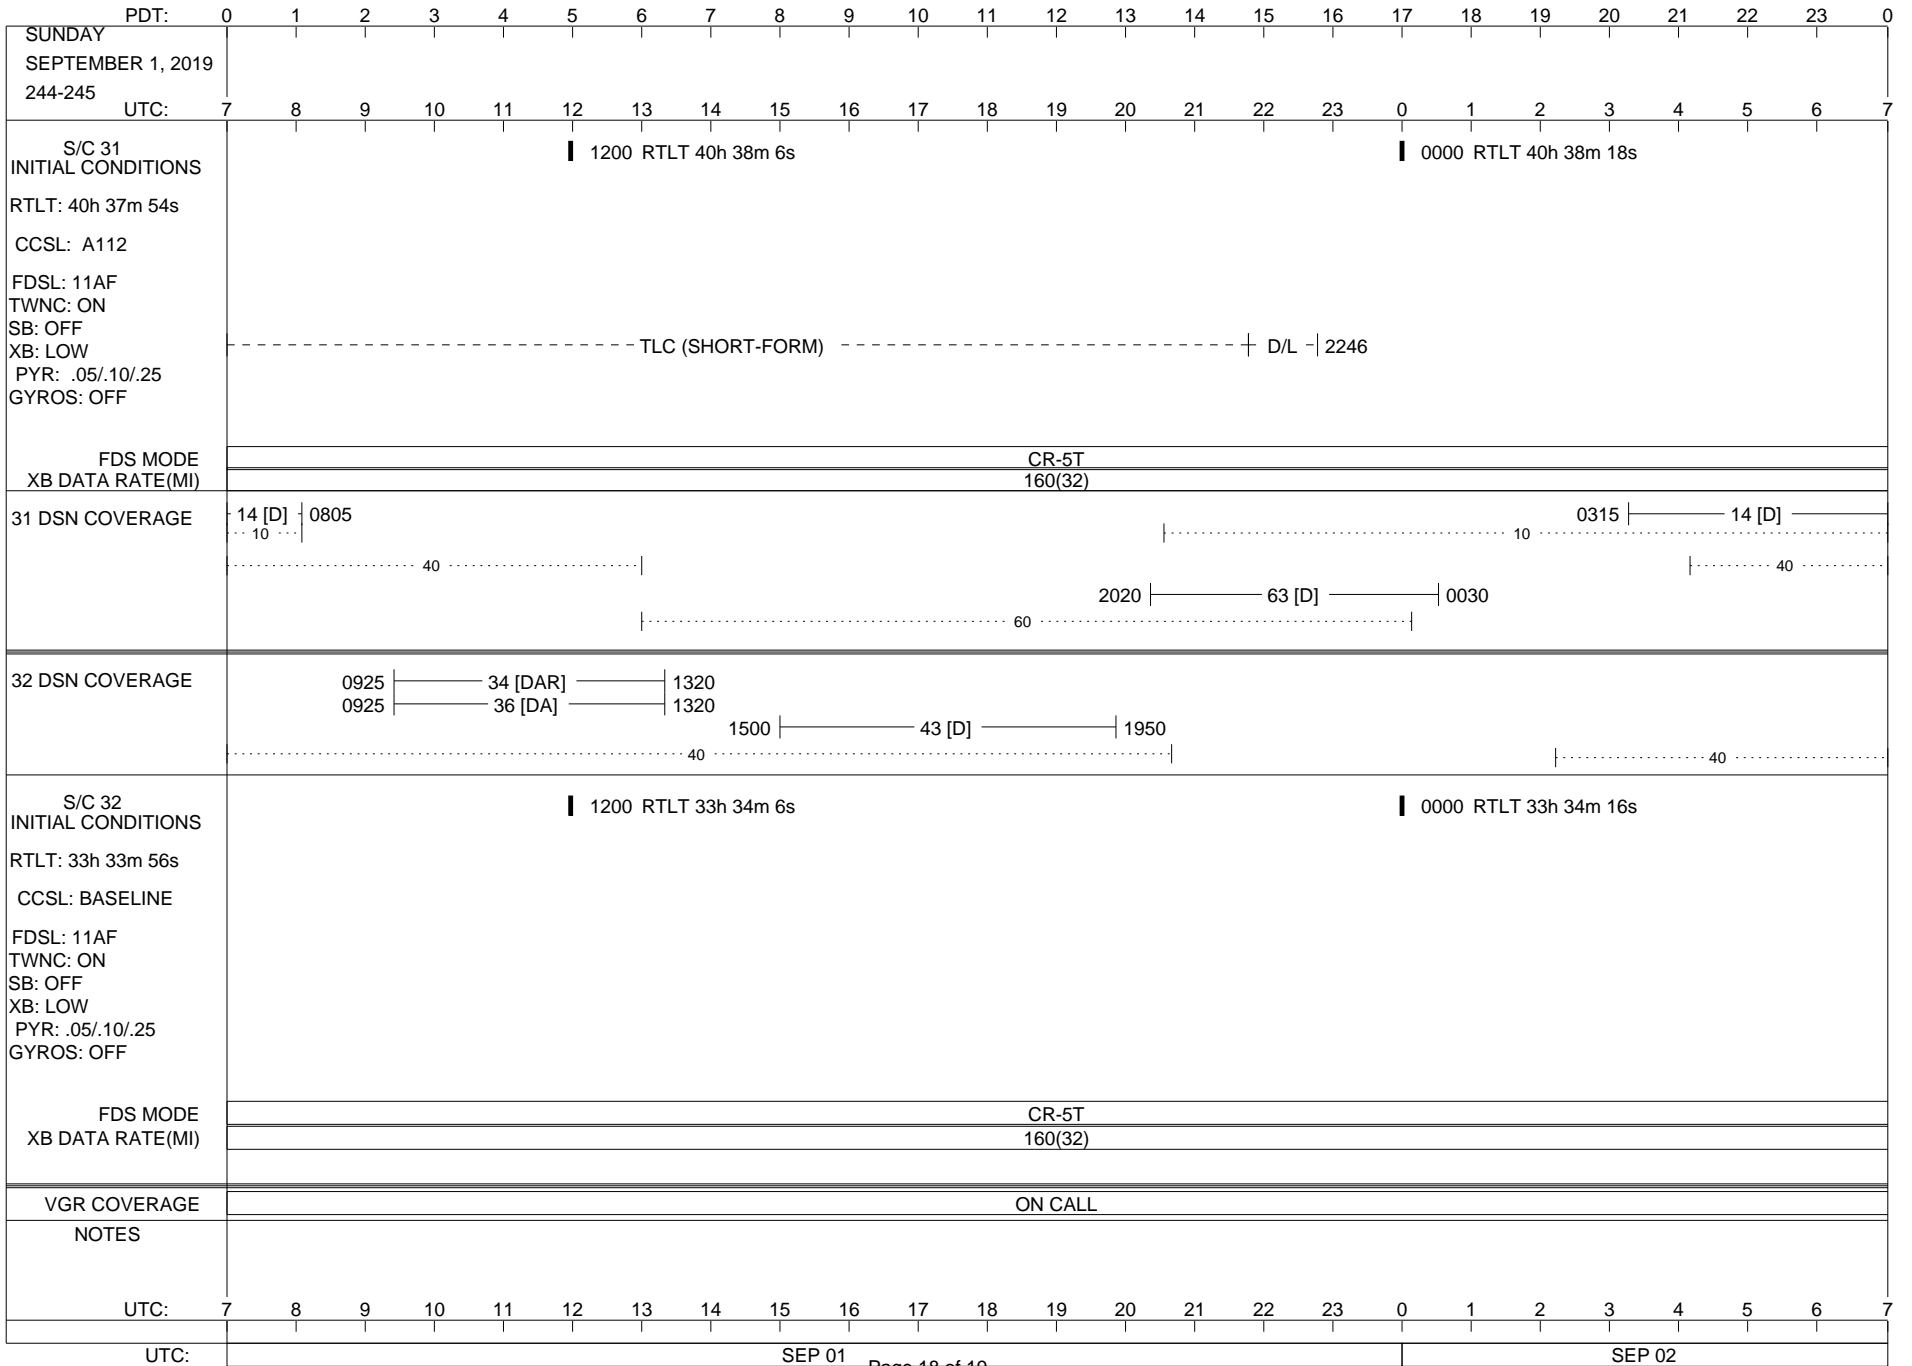 PDT: 0 1 2 3 4 5 6 7 8 9 10 11 12 13 14 15 16 17 18 19 20 21 22 23 0
SUNDAY
SEPTEMBER 1, 2019
244-245
UTC: 7 8 9 10 11 12 13 14 15 16 17 18 19 20 21 22 23 0 1 2 3 4 5 6 7
S/C 31
INITIAL CONDITIONS
1200 RTLT 40h 38m 6s 0000 RTLT 40h 38m 18s
RTLT: 40h 37m 54s
CCSL: A112
FDSL: 11AF
TWNC: ON
SB: OFF
XB: LOW
TLC (SHORT-FORM) D/L 2246
PYR: .05/.10/.25
GYROS: OFF
FDS MODE CR-5T
XB DATA RATE(MI) 160(32)
31 DSN COVERAGE 14 [D] 0805 0315 14 [D]
10 10
40 40
2020 63 [D] 0030
60
32 DSN COVERAGE 0925 34 [DAR] 1320
0925 36 [DA] 1320
1500 43 [D] 1950
40 40
S/C 32
INITIAL CONDITIONS
1200 RTLT 33h 34m 6s 0000 RTLT 33h 34m 16s
RTLT: 33h 33m 56s
CCSL: BASELINE
FDSL: 11AF
TWNC: ON
SB: OFF
XB: LOW
PYR: .05/.10/.25
GYROS: OFF
FDS MODE CR-5T
XB DATA RATE(MI) 160(32)
VGR COVERAGE ON CALL
NOTES
UTC: 7 8 9 10 11 12 13 14 15 16 17 18 19 20 21 22 23 0 1 2 3 4 5 6 7
UTC: SEP 01 SEP 02
Page 18 of 19